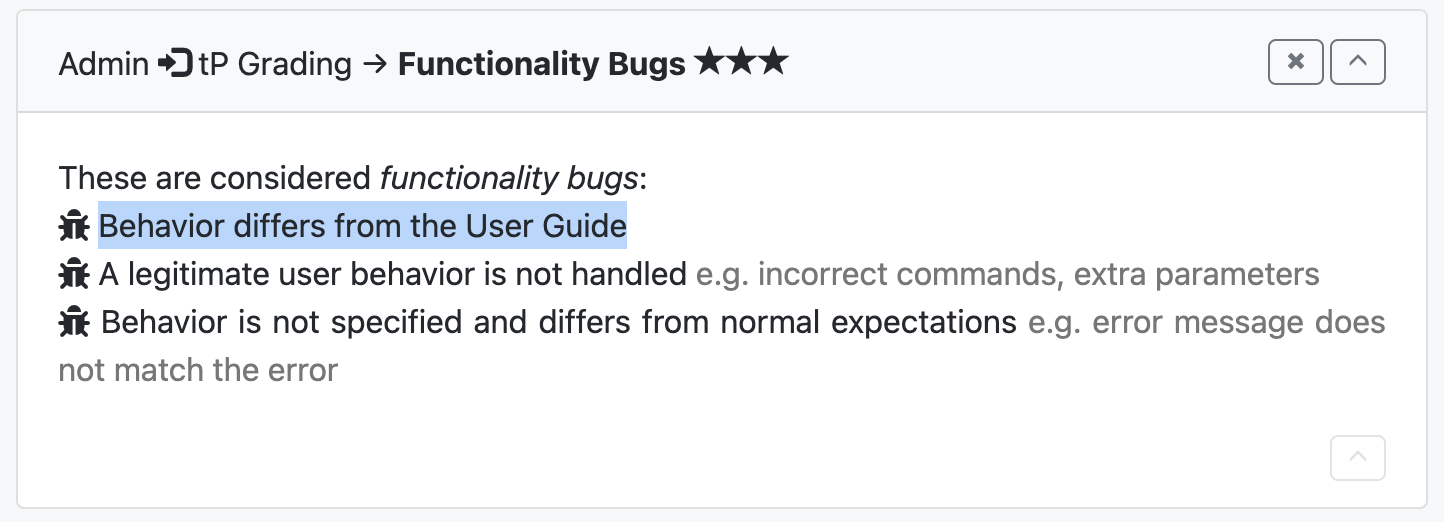 Admin tP Grading → Functionality Bugs ★★★
These are considered functionality bugs:
Behavior differs from the User Guide
A legitimate user behavior is not handled e.g. incorrect commands, extra parameters
Behavior is not specified and differs from normal expectations e.g. error message does
not match the error